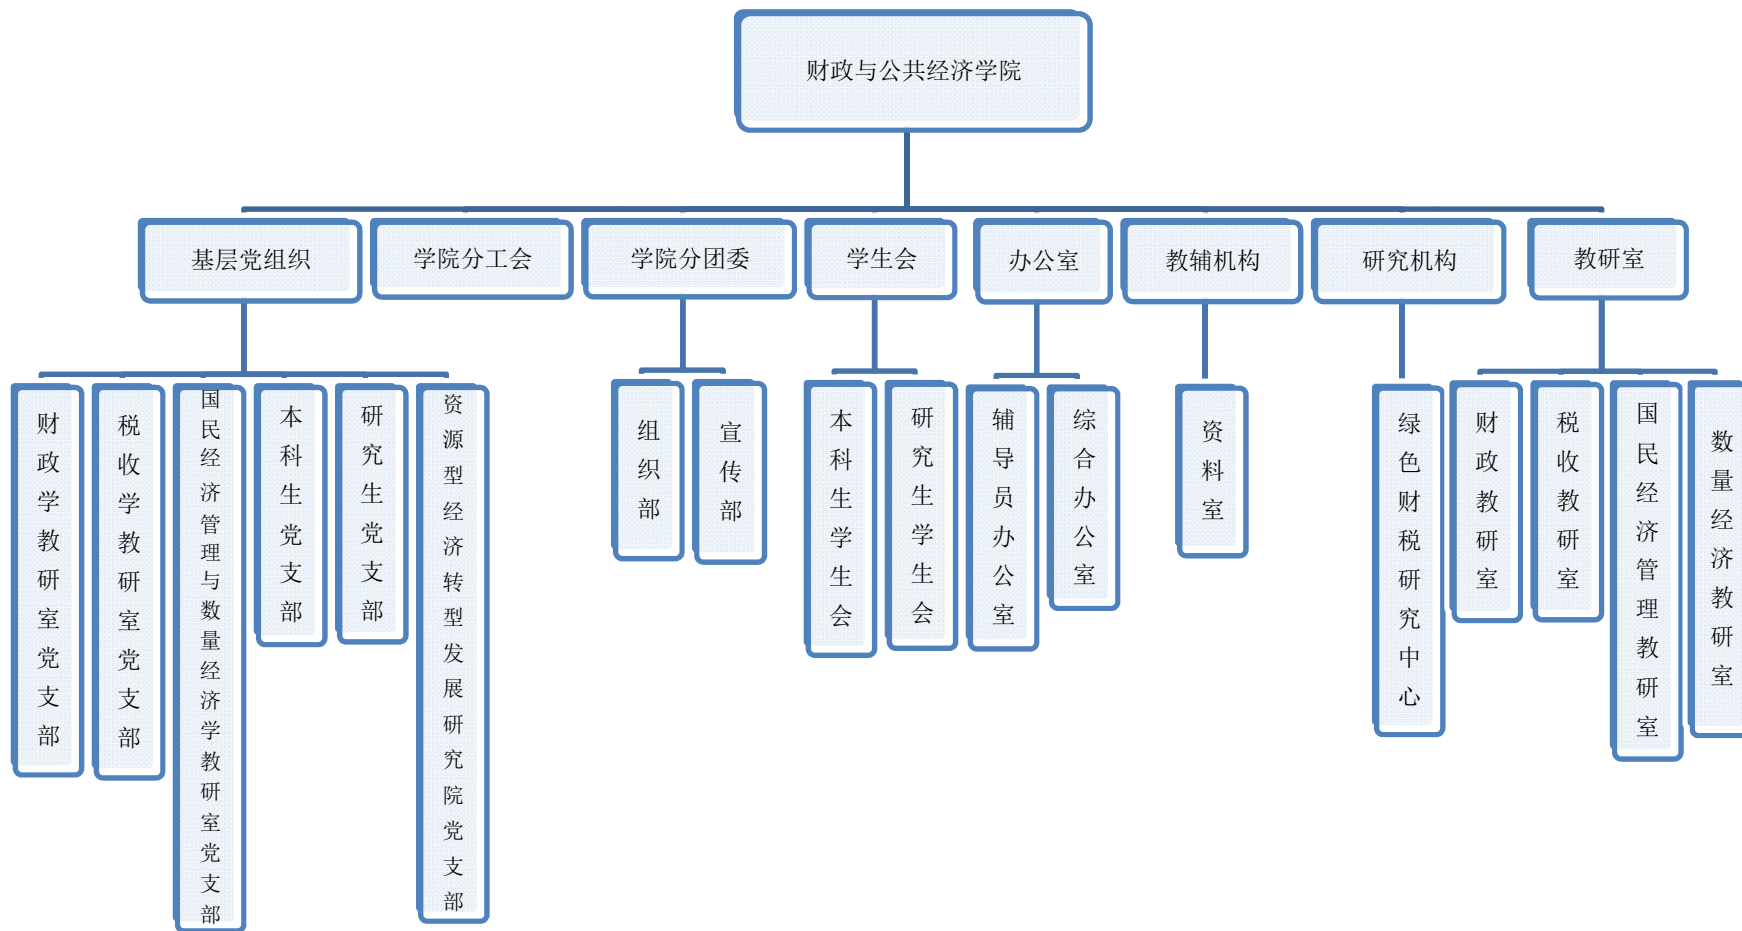 财政与公共经济学院
基层党组织
学院分工会
学院分团委
学生会
办公室
教辅机构
研究机构
教研室
财政学教研室党支部
税收学教研室党支部
国民经济管理与数量经济学教研室党支部
本科生党支部
研究生党支部
资源型经济转型发展研究院党支部
组织部
宣传部
本科生学生会
研究生学生会
辅导员办公室
综合办公室
资料室
绿色财税研究中心
财政教研室
税收教研室
国民经济管理教研室
数量经济教研室